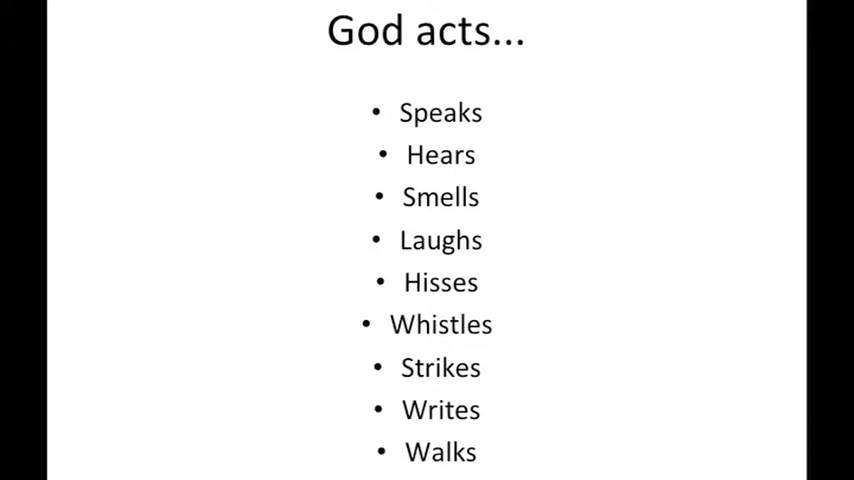 God acts...
• Speaks
• Hears
• Smells
• Laughs
• Hisses
• Whistles
• Strikes
• Writes
• Walks